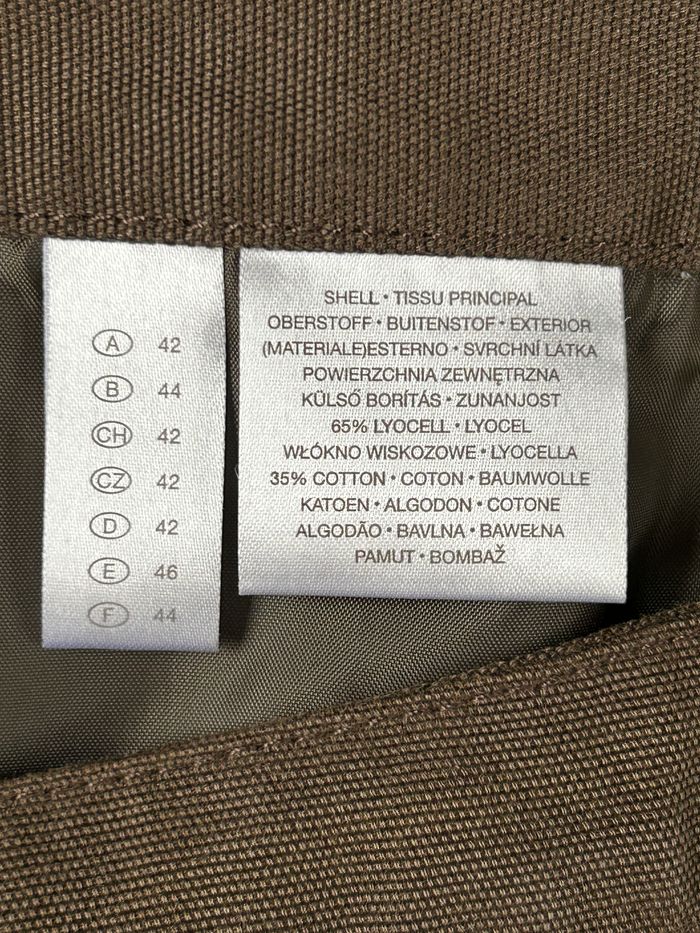 A 42
B 44
CH 42
CZ 42
D 42
E 46
F 44
SHELL • TISSU PRINCIPAL
OBERSTOFF • BUITENSTOF • EXTERIOR
(MATERIALE)ESTERNO • SVRCHNÍ LÁTKA
POWIERZCHNIA ZEWNĘTRZNA
KÜLSŐ BORÍTÁS • ZUNANJOST
65% LYOCELL • LYOCEL
WŁÓKNO WISKOZOWE • LYOCELLA
35% COTTON • COTON • BAUMWOLLE
KATOEN • ALGODON • COTONE
ALGODÃO • BAVLNA • BAWEŁNA
PAMUT • BOMBAŽ